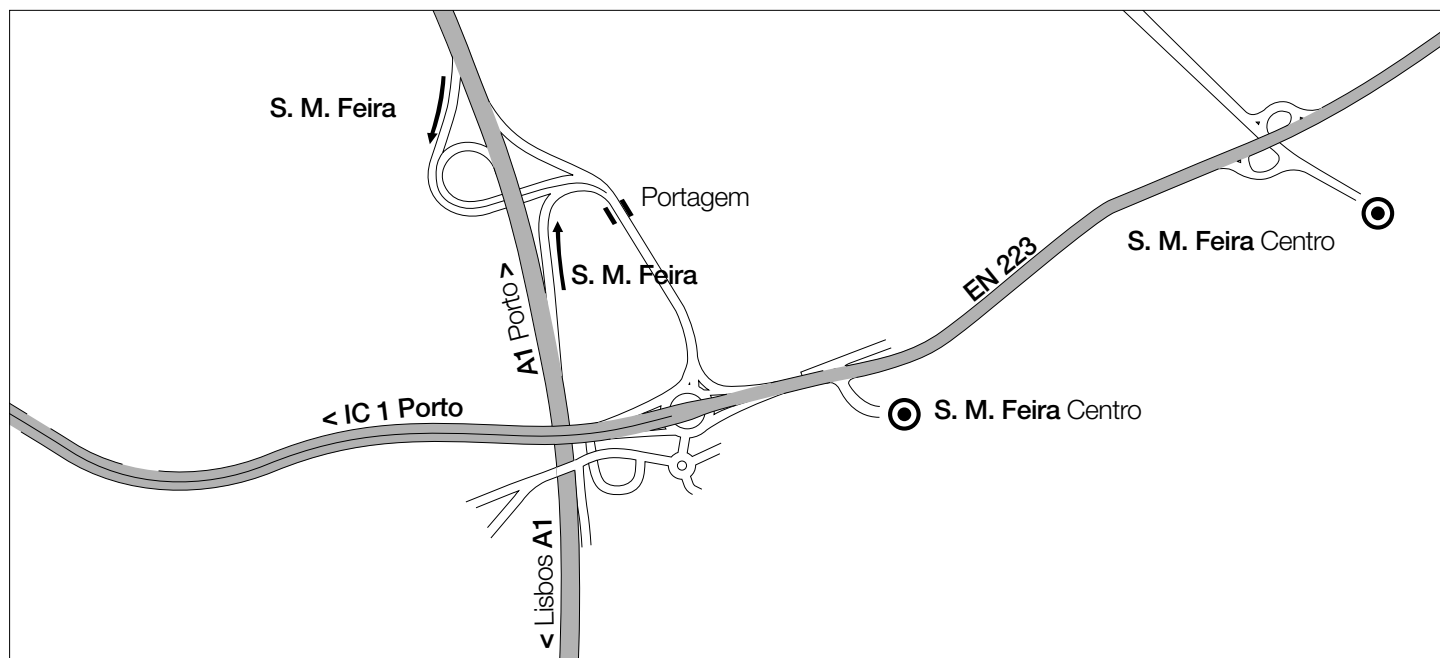 S. M. Feira
Portagem
S. M. Feira Centro
EN 223
S. M. Feira
A1 Porto >
< IC 1 Porto
S. M. Feira Centro
< Lisbos A1